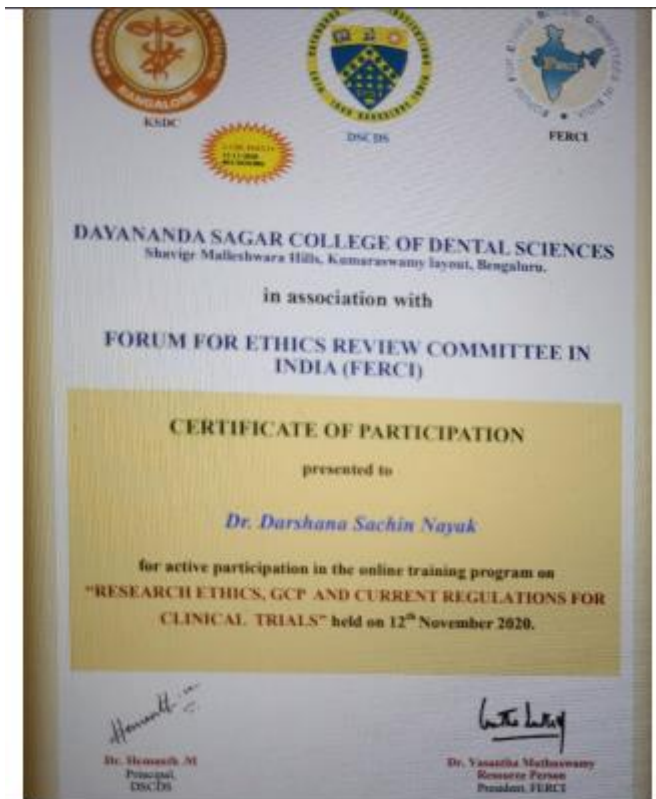 BANGALORE
KSDC
DSCDS
FERCI
DAYANANDA SAGAR COLLEGE OF DENTAL SCIENCES
Shavige Malleshwara Hills, Kumaraswamy layout, Bengaluru.
in association with
FORUM FOR ETHICS REVIEW COMMITTEE IN
INDIA (FERCI)
CERTIFICATE OF PARTICIPATION
presented to
Dr. Darshana Sachin Nayak
for active participation in the online training program on
"RESEARCH ETHICS, GCP AND CURRENT REGULATIONS FOR
CLINICAL TRIALS" held on 12th November 2020.
Dr. Hemanth .M
Principal,
DSCDS
Dr. Vasantha Muthuswamy
Resource Person
President, FERCI